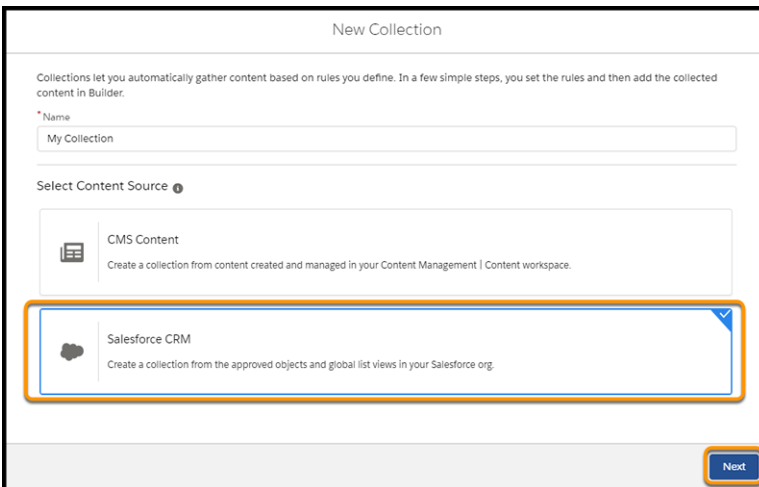 New Collection
Collections let you automatically gather content based on rules you define. In a few simple steps, you set the rules and then add the collected
content in Builder.
*Name
My Collection
Select Content Source
CMS Content
Create a collection from content created and managed in your Content Management | Content workspace.
Salesforce CRM
Create a collection from the approved objects and global list views in your Salesforce org.
Next